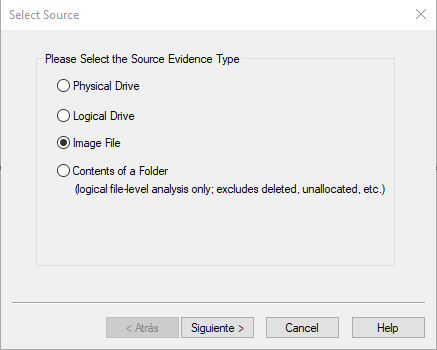 Select Source
Please Select the Source Evidence Type
Physical Drive
Logical Drive
Image File
Contents of a Folder
(logical file-level analysis only; excludes deleted, unallocated, etc.)
< Atrás
Siguiente >
Cancel
Help